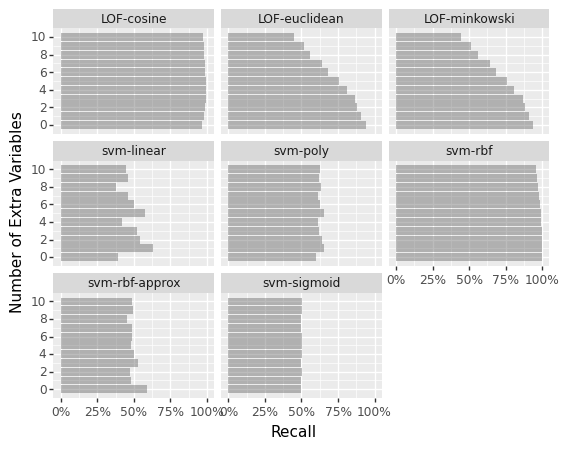 LOF-cosine LOF-euclidean LOF-minkowski
10
8
6
4
2
0
svm-linear svm-poly svm-rbf
10
8
6
4
2
0
0% 25% 50% 75% 100%
svm-rbf-approx svm-sigmoid
10
8
6
4
2
0
0% 25% 50% 75% 100% 0% 25% 50% 75% 100%
Recall
Number of Extra Variables